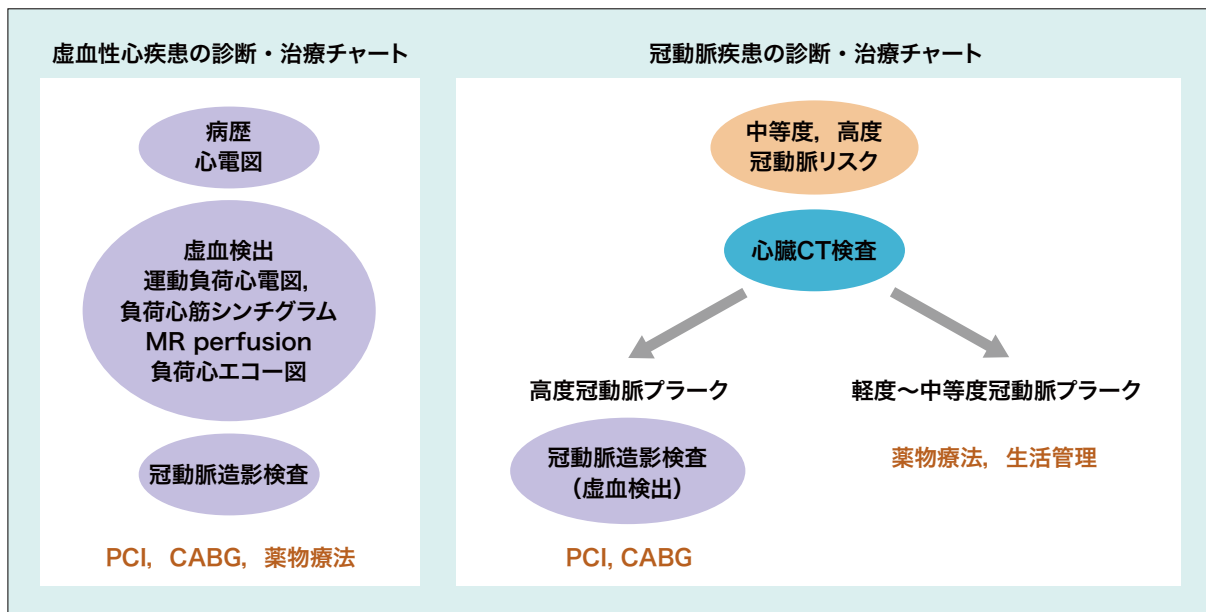 虚血性心疾患の診断・治療チャート
病歴
心電図
虚血検出
運動負荷心電図,
負荷心筋シンチグラム
MR perfusion
負荷心エコー図
冠動脈造影検査
PCI, CABG, 薬物療法
冠動脈疾患の診断・治療チャート
中等度, 高度
冠動脈リスク
心臓CT検査
高度冠動脈プラーク
冠動脈造影検査
（虚血検出）
PCI, CABG
軽度〜中等度冠動脈プラーク
薬物療法, 生活管理